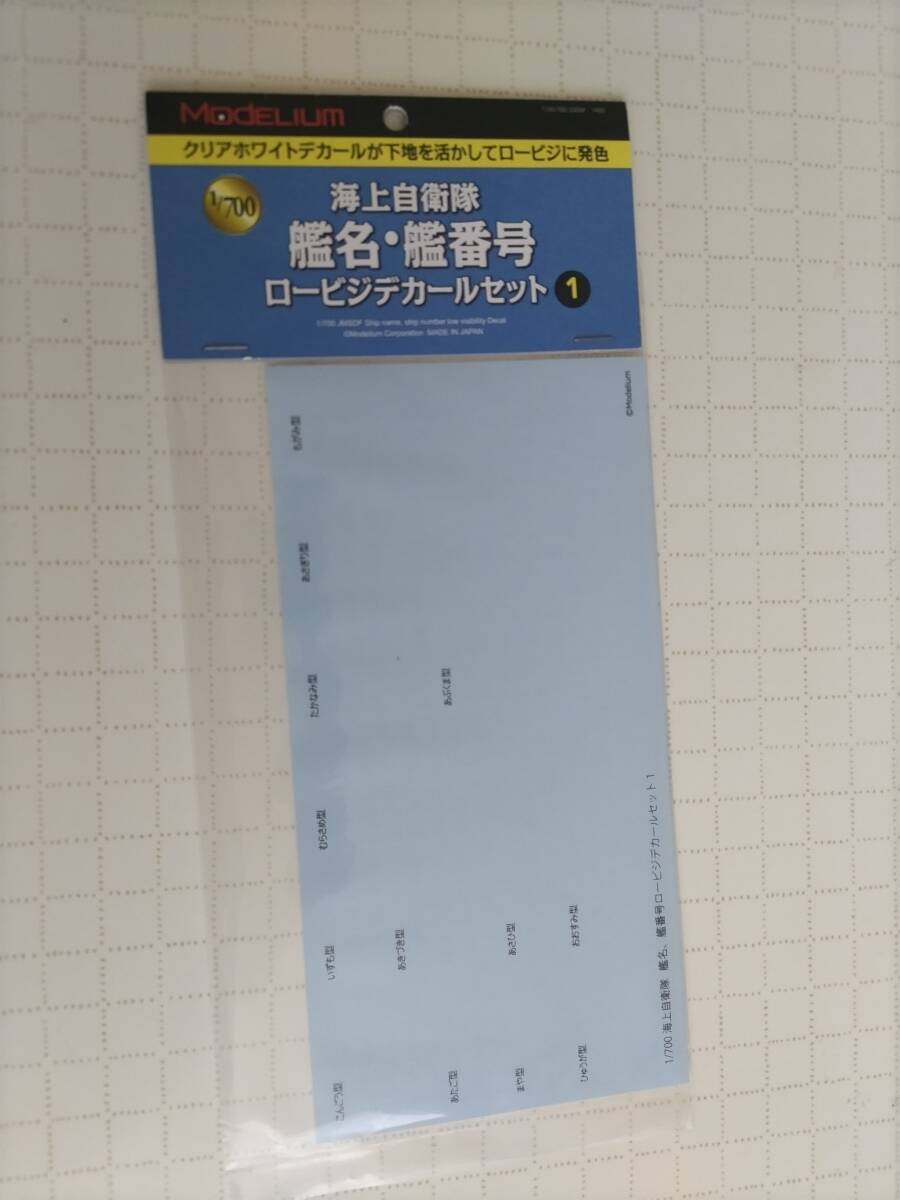 MODELIUM
クリアホワイトデカールが下地を活かしてロービジに発色
1/700
海上自衛隊
艦名・艦番号
ロービジデカールセット 1
1/700 JMSDF Ship name, ship number low visibility Decal
©Modelium Corporation MADE IN JAPAN
©Modelium
もがみ型
あさぎり型
たかなみ型
あぶくま型
むらさめ型
いずも型
あきづき型
あさひ型
おおすみ型
こんごう型
あたご型
まや型
ひゅうが型
1/700 海上自衛隊 艦名、艦番号ロービジデカールセット 1